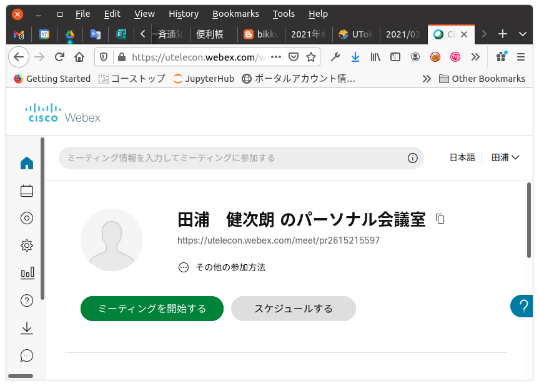 File Edit View History Bookmarks Tools Help
一斉通 便利帳 bikku 2021年 UTok 2021/03 Ci
https://utelecon.webex.com/w
Getting Started コーストップ JupyterHub ポータルアカウント情… Other Bookmarks
CISCO Webex
ミーティング情報を入力してミーティングに参加する 日本語 田浦
田浦 健次朗 のパーソナル会議室
https://utelecon.webex.com/meet/pr2615215597
その他の参加方法
ミーティングを開始する スケジュールする